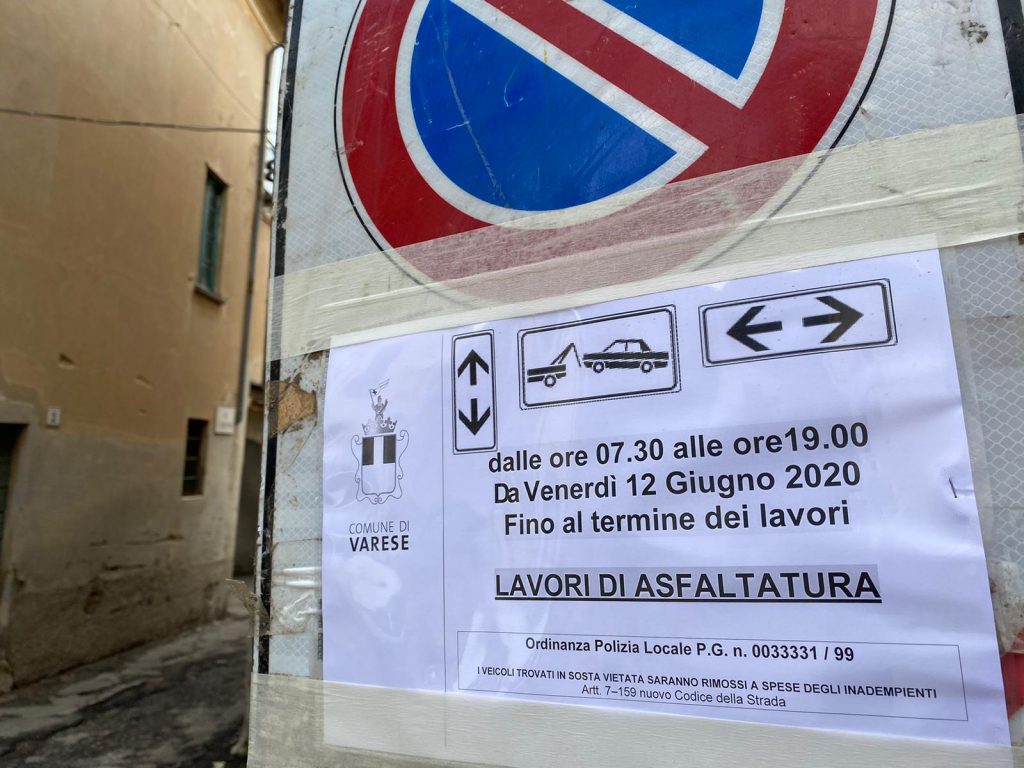 dalle ore 07.30 alle ore19.00
Da Venerdì 12 Giugno 2020
Fino al termine dei lavori
COMUNE DI
VARESE
LAVORI DI ASFALTATURA
Ordinanza Polizia Locale P.G. n. 0033331 / 99
I VEICOLI TROVATI IN SOSTA VIETATA SARANNO RIMOSSI A SPESE DEGLI INADEMPIENTI
Artt. 7–159 nuovo Codice della Strada